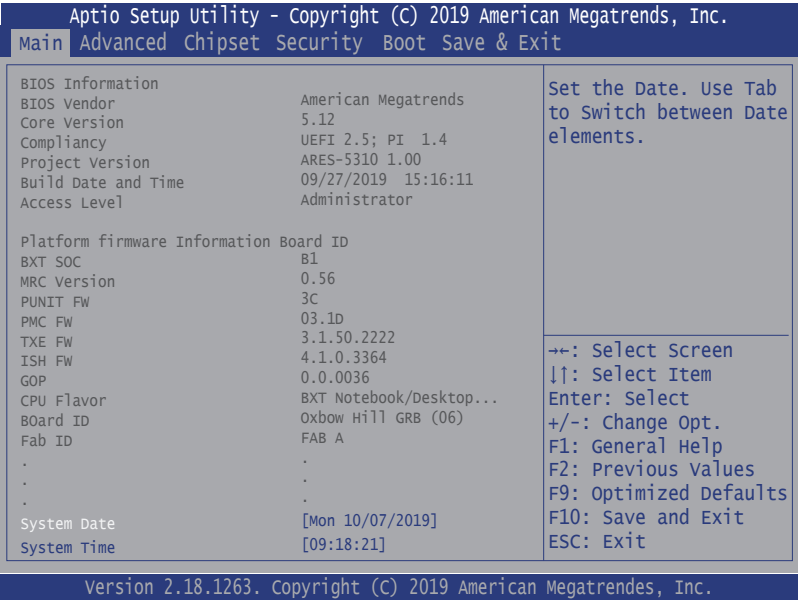 Aptio Setup Utility - Copyright (C) 2019 American Megatrends, Inc.
Main Advanced Chipset Security Boot Save & Exit
BIOS Information
BIOS Vendor American Megatrends
Core Version 5.12
Compliancy UEFI 2.5; PI 1.4
Project Version ARES-5310 1.00
Build Date and Time 09/27/2019 15:16:11
Access Level Administrator
Platform firmware Information Board ID
BXT SOC B1
MRC Version 0.56
PUNIT FW 3C
PMC FW 03.1D
TXE FW 3.1.50.2222
ISH FW 4.1.0.3364
GOP 0.0.0036
CPU Flavor BXT Notebook/Desktop...
BOard ID Oxbow Hill GRB (06)
Fab ID FAB A
. .
. .
. .
System Date [Mon 10/07/2019]
System Time [09:18:21]
Set the Date. Use Tab
to Switch between Date
elements.
→←: Select Screen
↓↑: Select Item
Enter: Select
+/-: Change Opt.
F1: General Help
F2: Previous Values
F9: Optimized Defaults
F10: Save and Exit
ESC: Exit
Version 2.18.1263. Copyright (C) 2019 American Megatrendes, Inc.